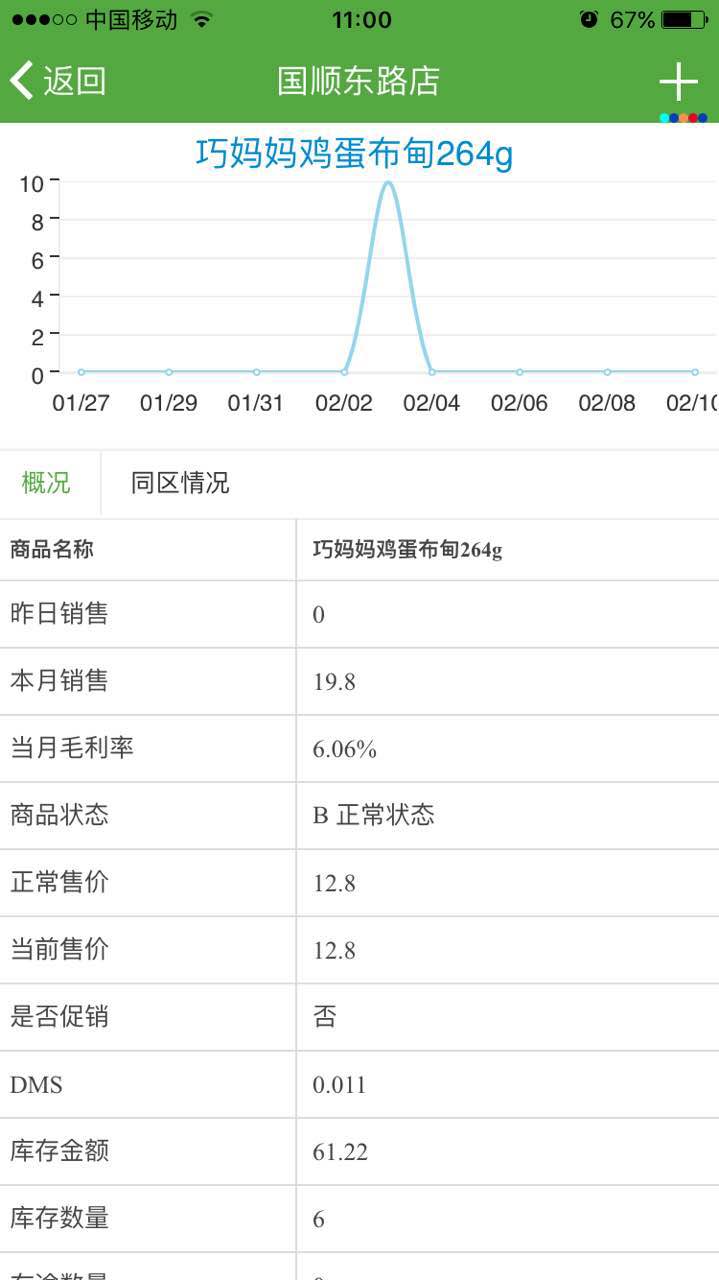 中国移动 11:00 67%
返回 国顺东路店
巧妈妈鸡蛋布甸264g
10
8
6
4
2
0
01/27 01/29 01/31 02/02 02/04 02/06 02/08 02/10
概况 同区情况
商品名称 巧妈妈鸡蛋布甸264g
昨日销售 0
本月销售 19.8
当月毛利率 6.06%
商品状态 B 正常状态
正常售价 12.8
当前售价 12.8
是否促销 否
DMS 0.011
库存金额 61.22
库存数量 6